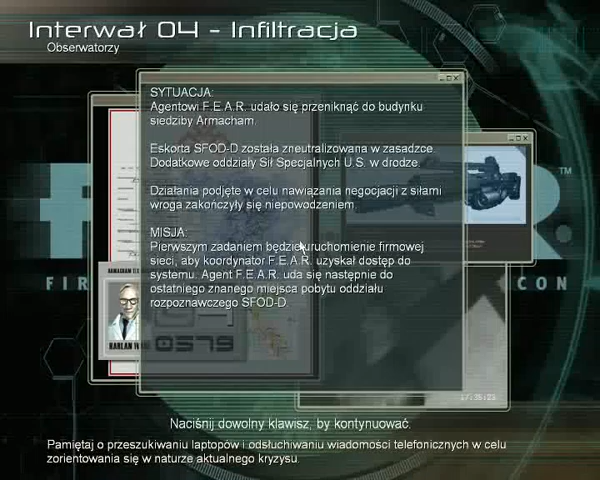 Interwał 04 - Infiltracja
Obserwatorzy
SYTUACJA:
Agentowi F.E.A.R. udało się przeniknąć do budynku
siedziby Armacham.
Eskorta SFOD-D została zneutralizowana w zasadzce.
Dodatkowe oddziały Sił Specjalnych U.S. w drodze.
Działania podjęte w celu nawiązania negocjacji z siłami
wroga zakończyły się niepowodzeniem.
MISJA:
Pierwszym zadaniem będzie uruchomienie firmowej
sieci, aby koordynator F.E.A.R. uzyskał dostęp do
systemu. Agent F.E.A.R. uda się następnie do
ostatniego znanego miejsca pobytu oddziału
rozpoznawczego SFOD-D.
F R.™
FIR CON
HARLAN
0579
17:35:23
Naciśnij dowolny klawisz, by kontynuować.
Pamiętaj o przeszukiwaniu laptopów i odsłuchiwaniu wiadomości telefonicznych w celu
zorientowania się w naturze aktualnego kryzysu.